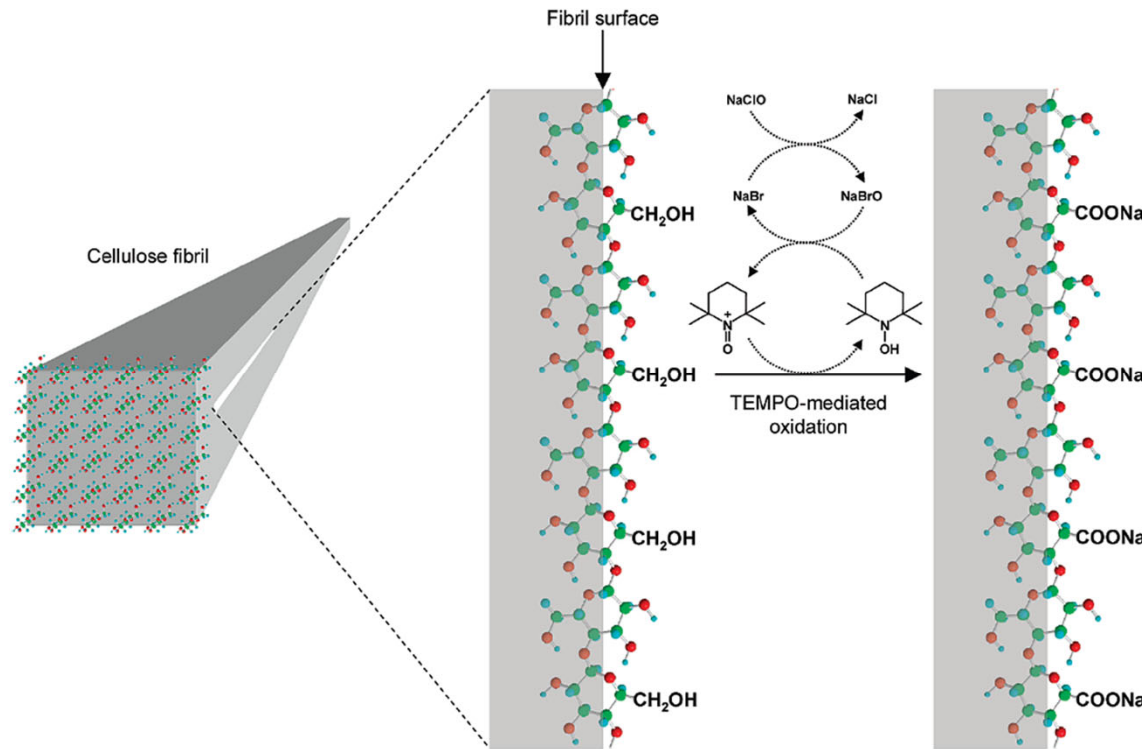 Fibril surface
NaClO
NaCl
NaBr
NaBrO
Cellulose fibril
CH₂OH
CH₂OH
CH₂OH
CH₂OH
N
+
O
N
OH
TEMPO-mediated
oxidation
COONa
COONa
COONa
COONa